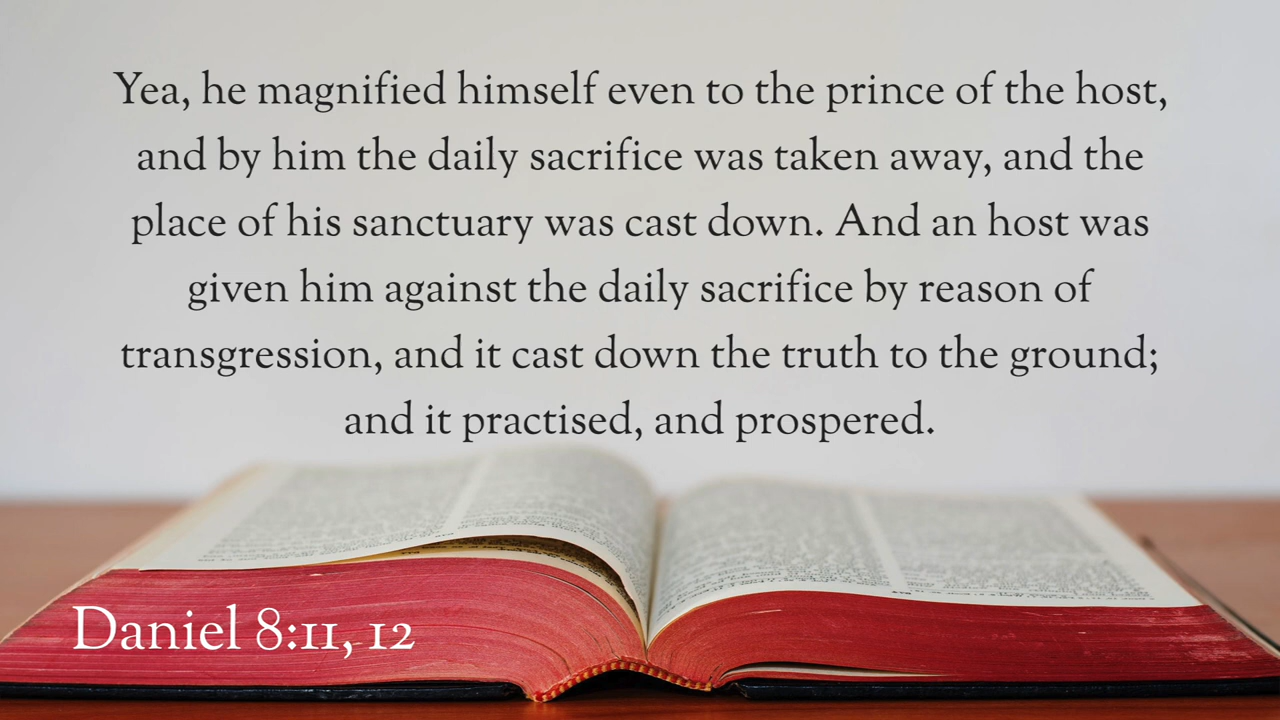 Yea, he magnified himself even to the prince of the host,
and by him the daily sacrifice was taken away, and the
place of his sanctuary was cast down. And an host was
given him against the daily sacrifice by reason of
transgression, and it cast down the truth to the ground;
and it practised, and prospered.
Daniel 8:11, 12